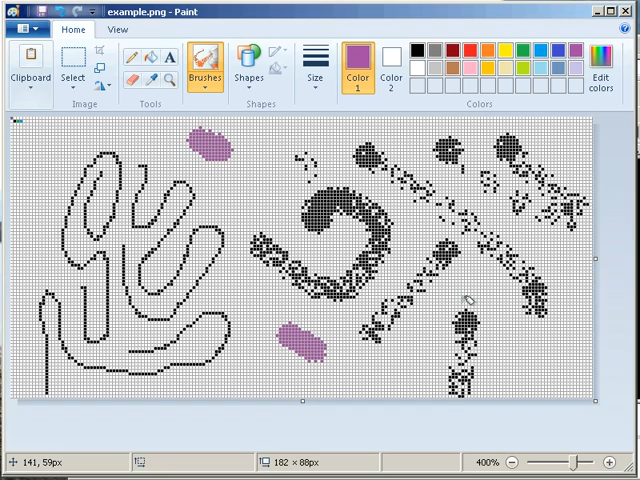 example.png - Paint
Home View
Clipboard
Select
Image
Tools
Brushes
Shapes
Shapes
Size
Color 1
Color 2
Edit colors
Colors
141, 59px
182 × 88px
400%